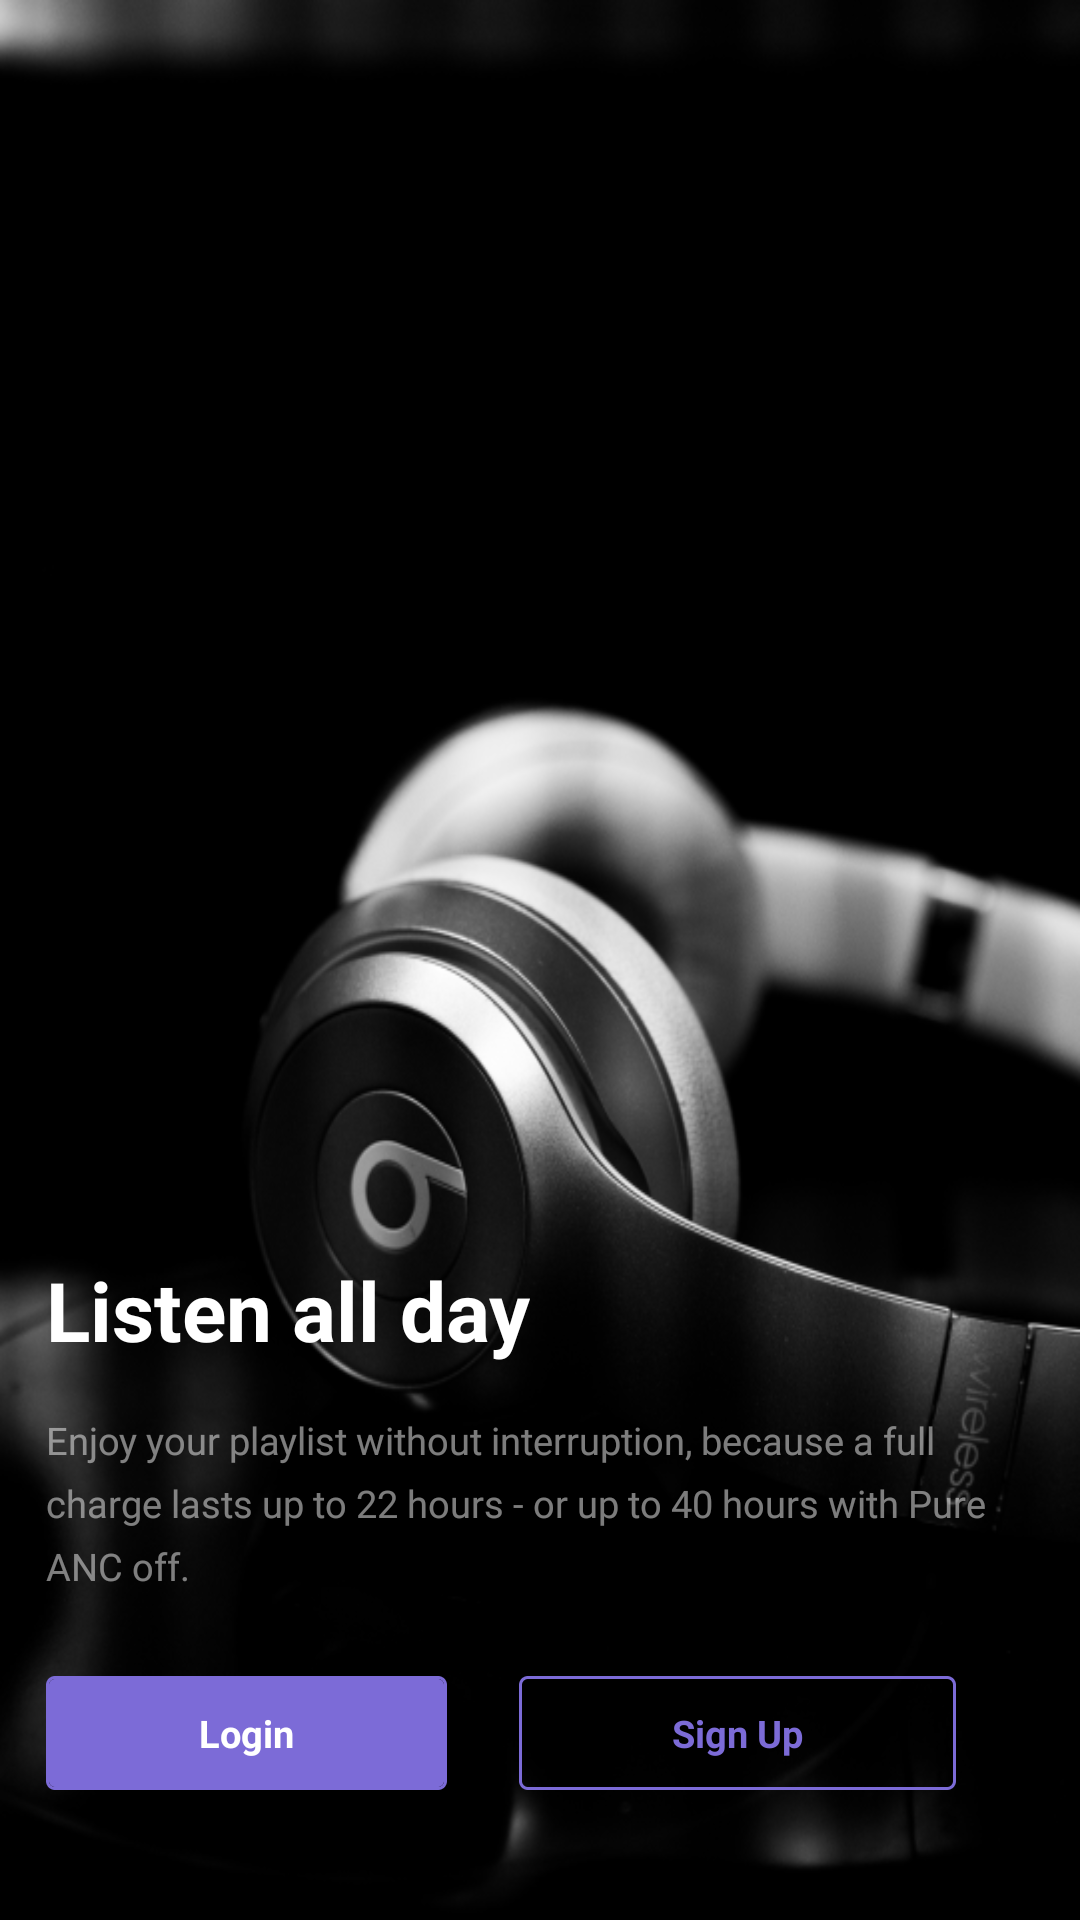 Listen all day
wireless
Enjoy your playlist without interruption, because a full
charge lasts up to 22 hours - or up to 40 hours with Pure
ANC off.
Login
Sign Up